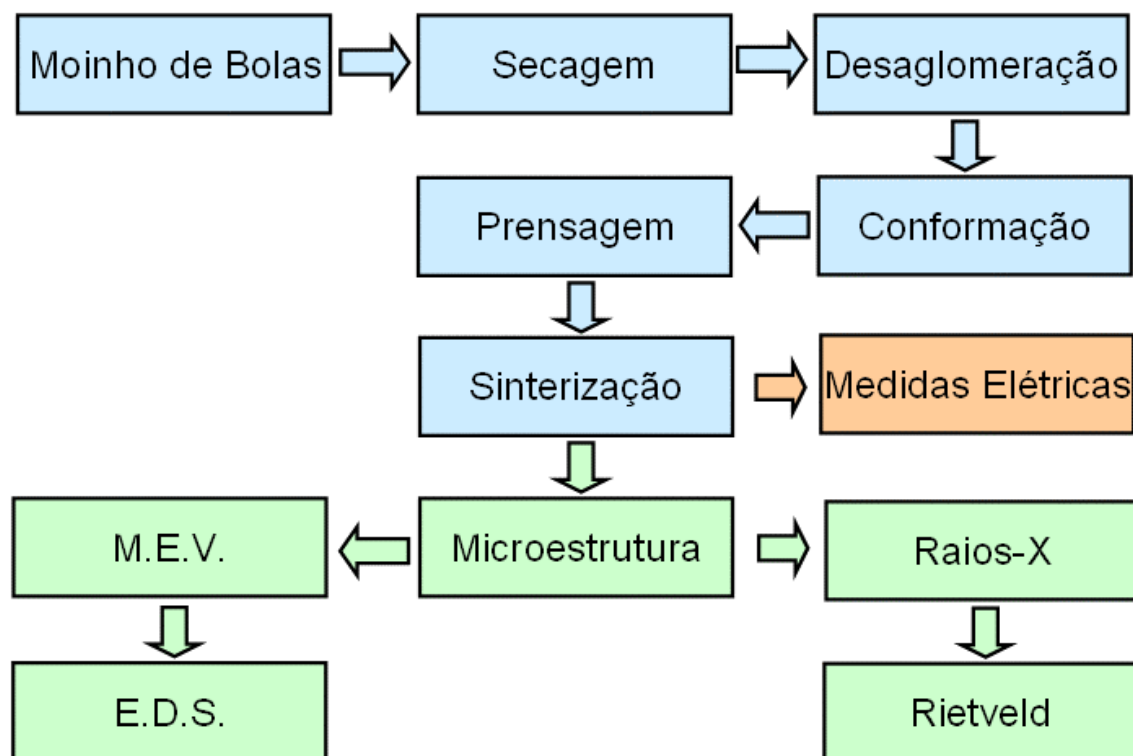 Moinho de Bolas
Secagem
Desaglomeração
Prensagem
Conformação
Sinterização
Medidas Elétricas
M.E.V.
Microestrutura
Raios-X
E.D.S.
Rietveld